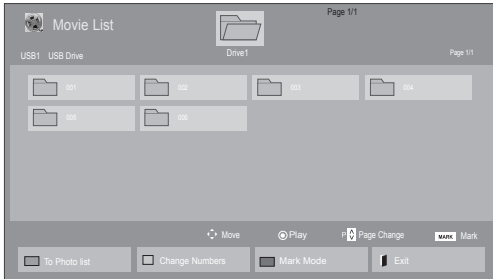 Page 1/1
Movie List
Drive1
USB1 USB Drive
Page 1/1
001 002 003 004
005 006
Move Play P Page Change MARK Mark
To Photo list Change Numbers Mark Mode Exit